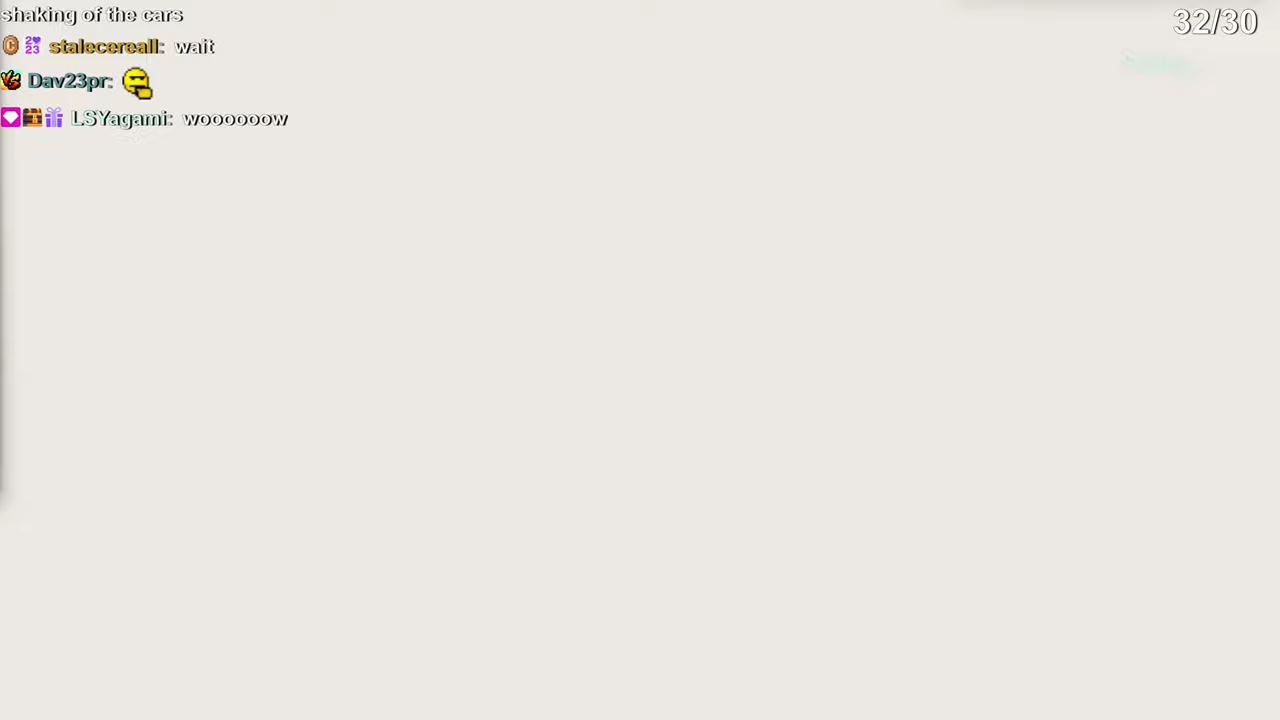 shaking of the cars
32/30
stalecereall: wait
Dav23pr:
LSYagami: woooooow